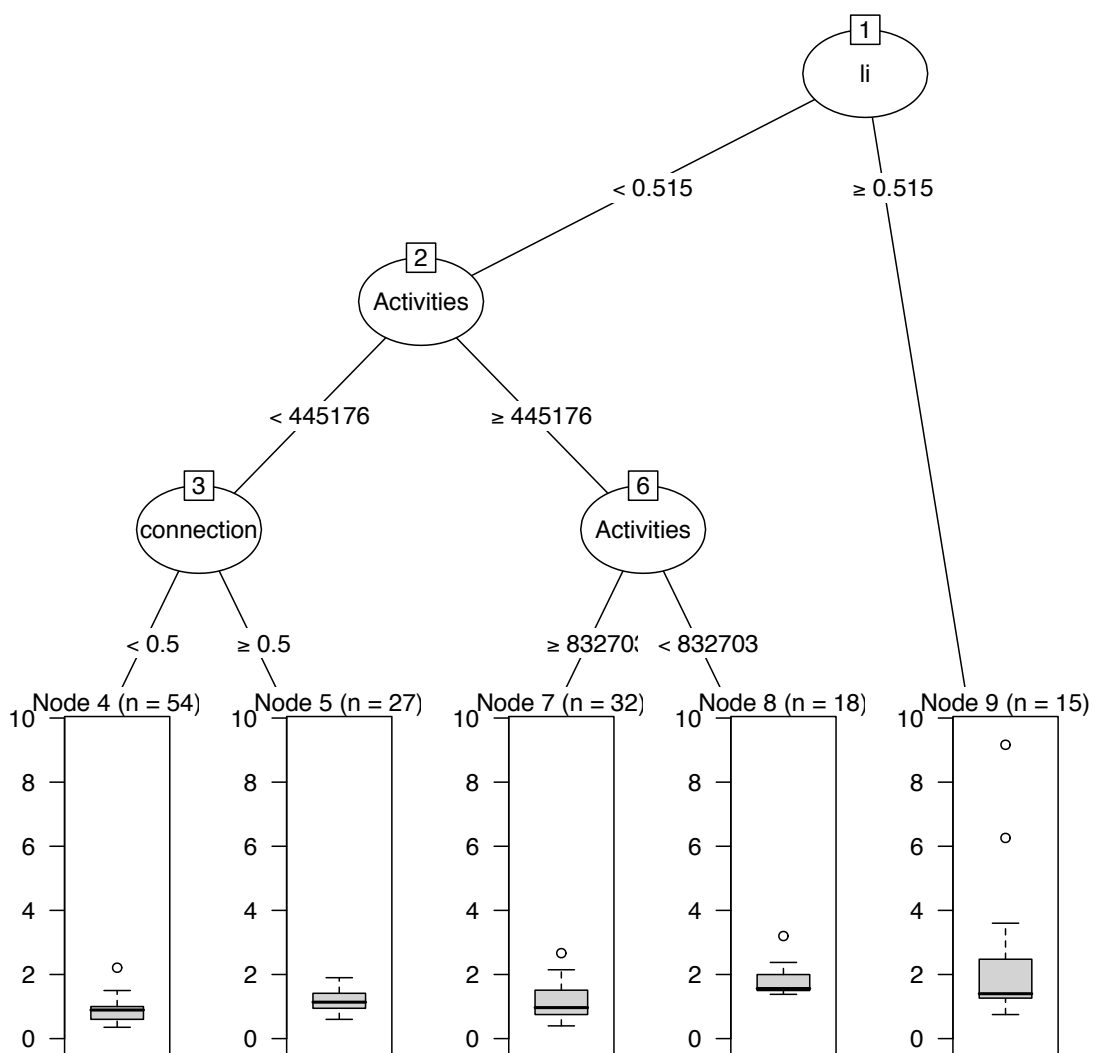 1
li
< 0.515
≥ 0.515
2
Activities
< 445176
≥ 445176
3
connection
6
Activities
< 0.5
≥ 0.5
≥ 832703
< 832703
Node 4 (n = 54)
Node 5 (n = 27)
Node 7 (n = 32)
Node 8 (n = 18)
Node 9 (n = 15)
10 10 10 10 10
8 8 8 8 8
6 6 6 6 6
4 4 4 4 4
2 2 2 2 2
0 0 0 0 0